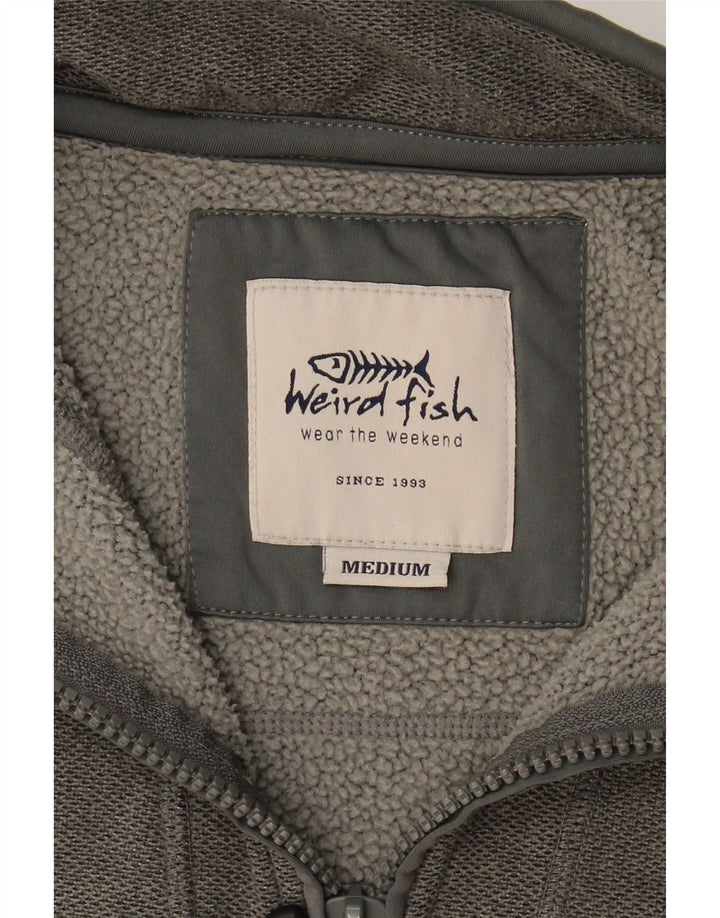 Weird fish
wear the weekend
SINCE 1993
MEDIUM